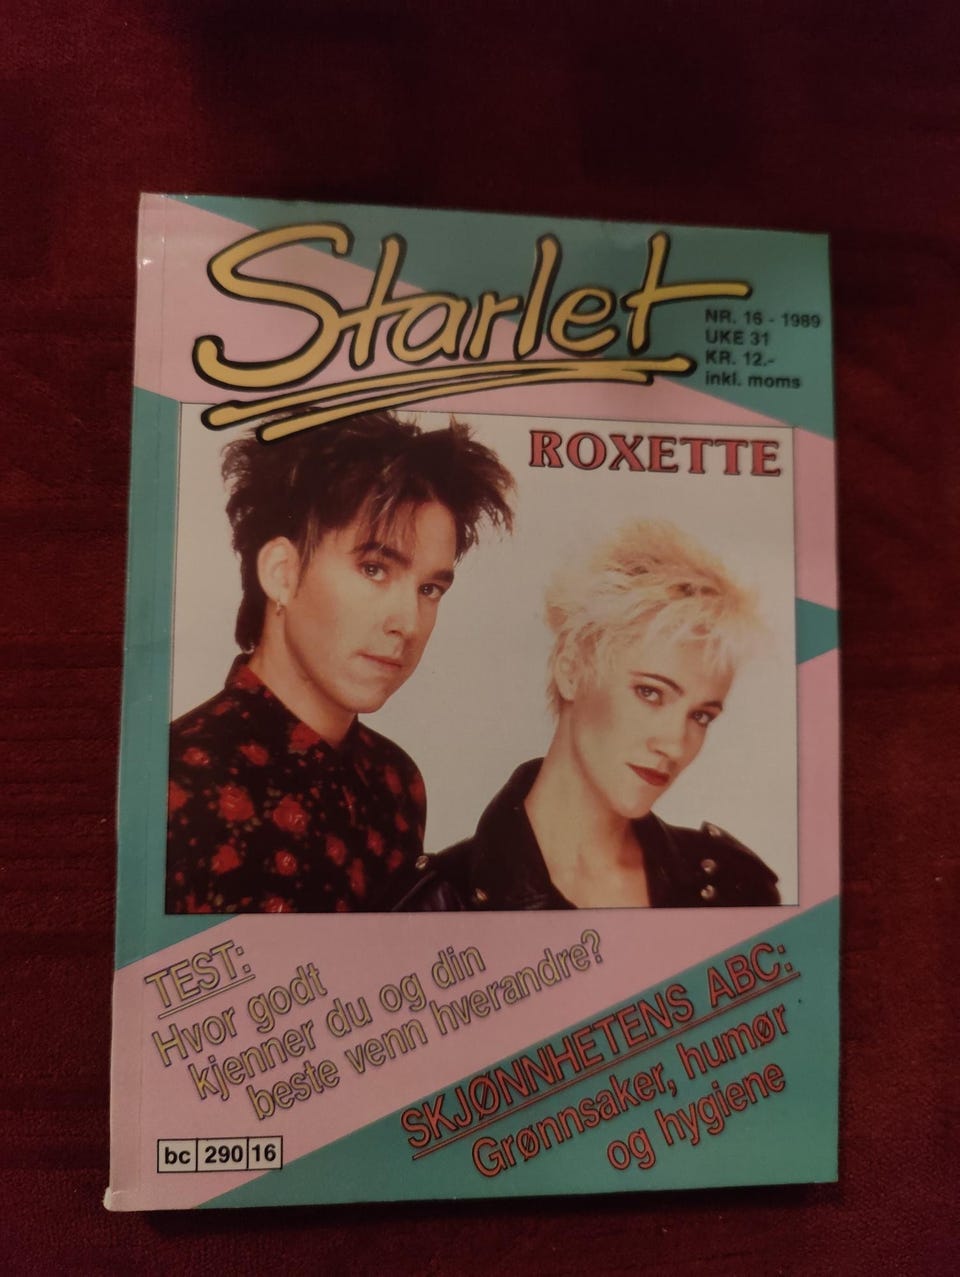 Starlet
NR. 16 - 1989
UKE 31
KR. 12.-
inkl. moms
ROXETTE
TEST:
Hvor godt
kjenner du og din
beste venn hverandre?
SKJØNNHETENS ABC:
Grønnsaker, humør
og hygiene
bc 290 16